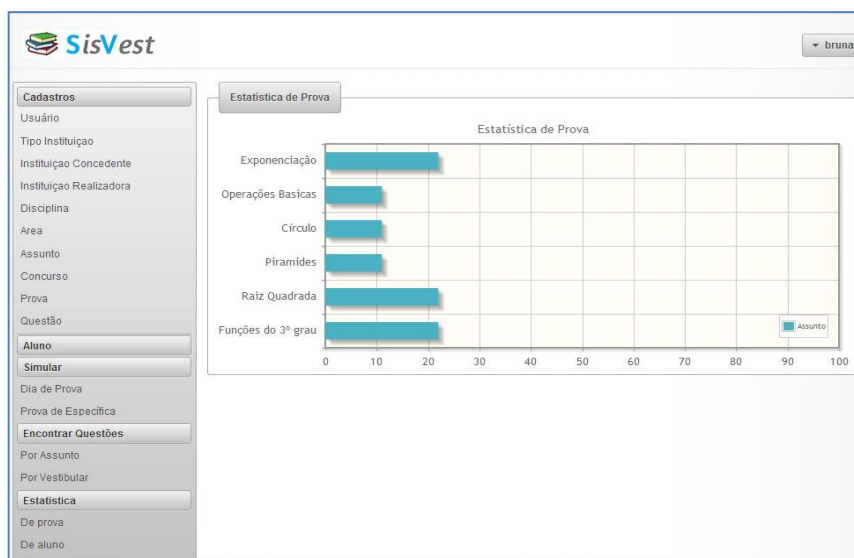 SisVest
bruna
Cadastros
Usuário
Tipo Instituiçao
Instituiçao Concedente
Instituiçao Realizadora
Disciplina
Area
Assunto
Concurso
Prova
Questão
Aluno
Simular
Dia de Prova
Prova de Específica
Encontrar Questões
Por Assunto
Por Vestibular
Estatistica
De prova
De aluno
Estatistica de Prova
Estatística de Prova
Exponenciação
Operações Basicas
Círculo
Piramides
Raíz Quadrada
Funções do 3º grau
Assunto
0 10 20 30 40 50 60 70 80 90 100